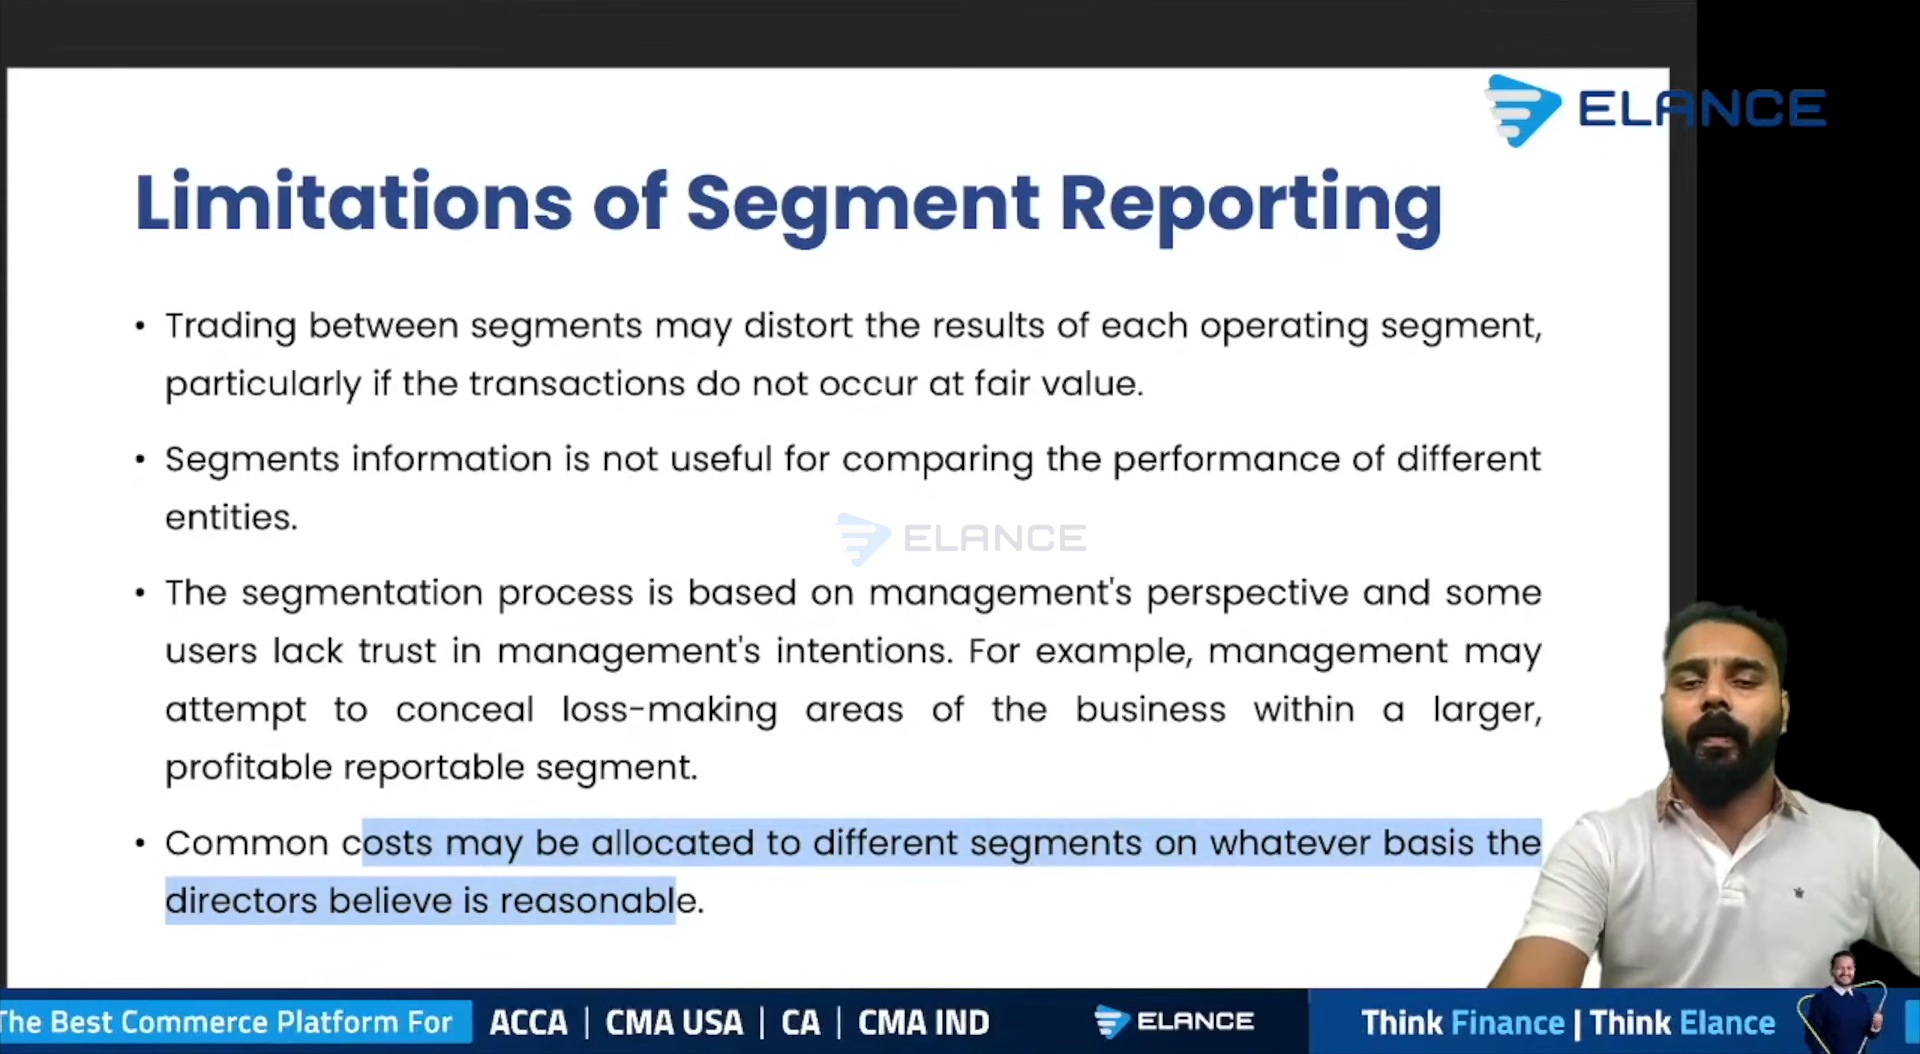 ELANCE
Limitations of Segment Reporting
• Trading between segments may distort the results of each operating segment,
particularly if the transactions do not occur at fair value.
• Segments information is not useful for comparing the performance of different
entities.
ELANCE
• The segmentation process is based on management's perspective and some
users lack trust in management's intentions. For example, management may
attempt to conceal loss-making areas of the business within a larger,
profitable reportable segment.
• Common costs may be allocated to different segments on whatever basis the
directors believe is reasonable.
The Best Commerce Platform For ACCA | CMA USA | CA | CMA IND ELANCE Think Finance | Think Elance